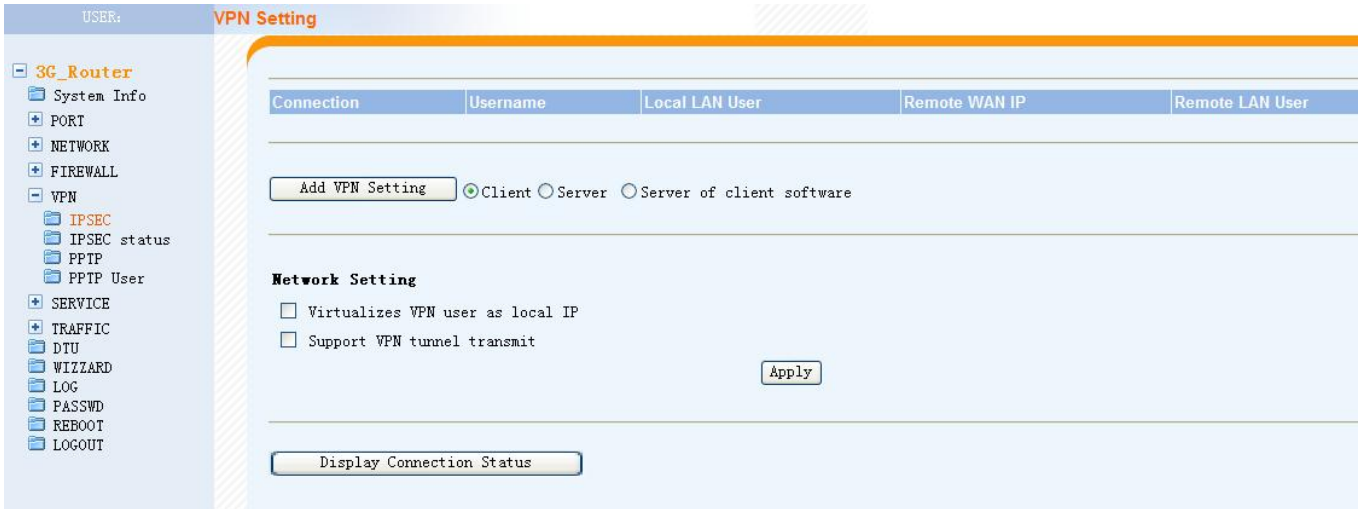 USER:
VPN Setting
3G_Router
System Info
PORT
NETWORK
FIREWALL
VPN
IPSEC
IPSEC status
PPTP
PPTP User
SERVICE
TRAFFIC
DTU
WIZZARD
LOG
PASSWD
REBOOT
LOGOUT
Connection Username Local LAN User Remote WAN IP Remote LAN User
Add VPN Setting Client Server Server of client software
Network Setting
Virtualizes VPN user as local IP
Support VPN tunnel transmit
Apply
Display Connection Status